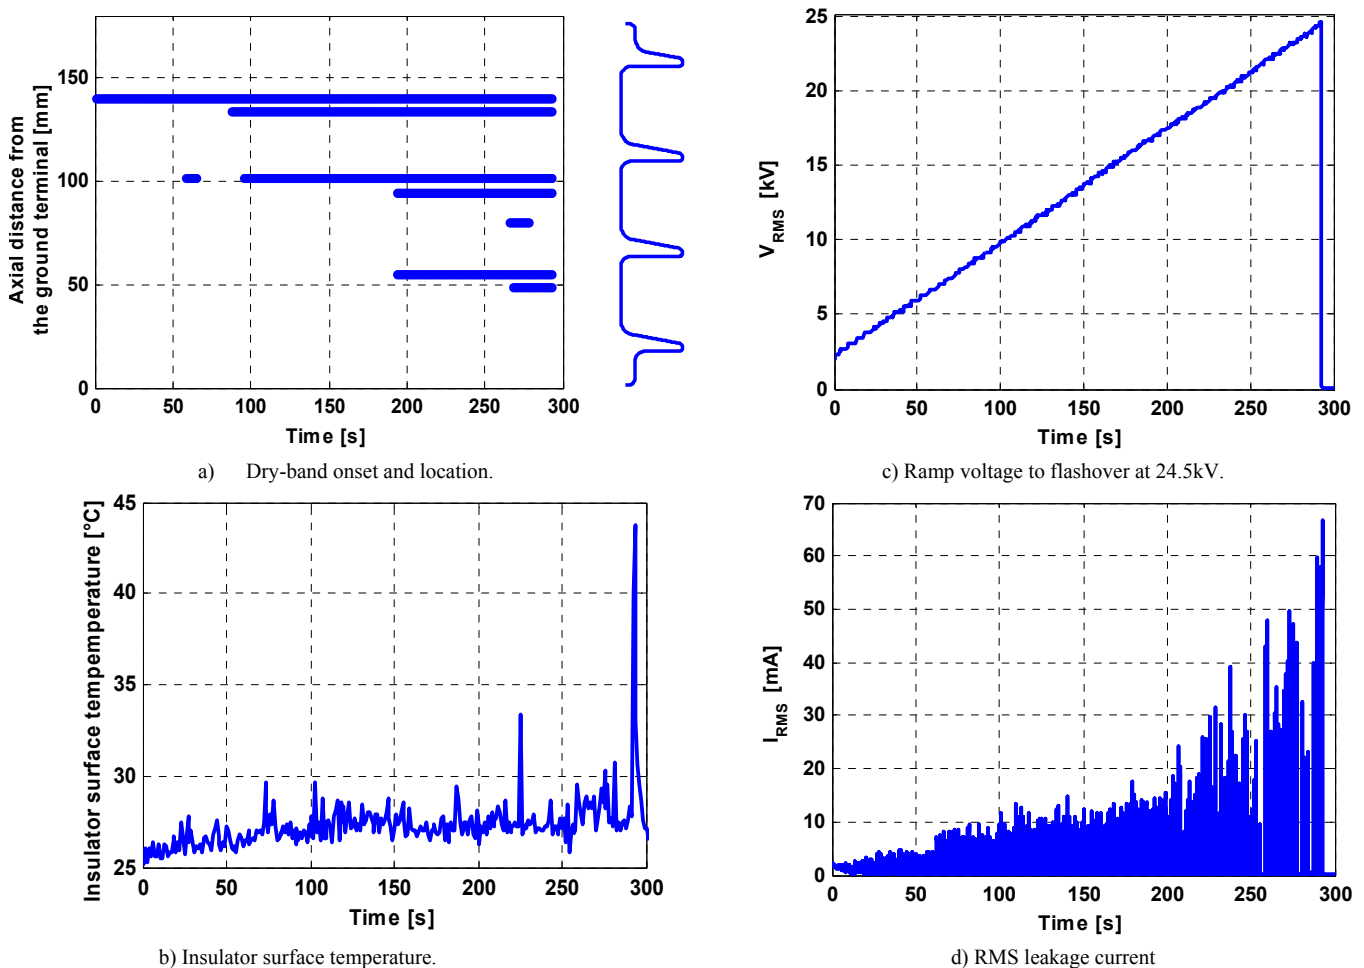 Axial distance from
the ground terminal [mm]
150
100
50
0
0 50 100 150 200 250 300
Time [s]
a) Dry-band onset and location.
V RMS [kV]
25
20
15
10
5
0
0 50 100 150 200 250 300
Time [s]
c) Ramp voltage to flashover at 24.5kV.
Insulator surface tempemperature [°C]
45
40
35
30
25
0 50 100 150 200 250 300
Time [s]
b) Insulator surface temperature.
I RMS [mA]
70
60
50
40
30
20
10
0
0 50 100 150 200 250 300
Time [s]
d) RMS leakage current